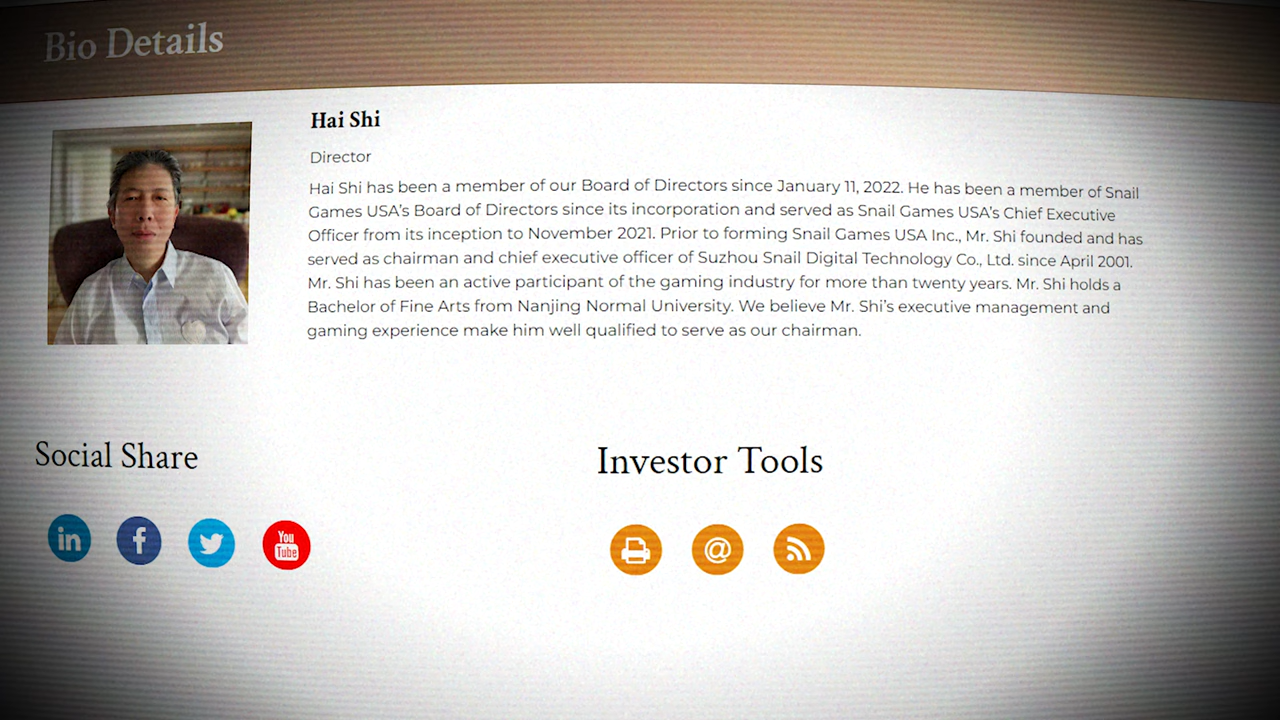 Bio Details
Hai Shi
Director
Hai Shi has been a member of our Board of Directors since January 11, 2022. He has been a member of Snail
Games USA's Board of Directors since its incorporation and served as Snail Games USA's Chief Executive
Officer from its inception to November 2021. Prior to forming Snail Games USA Inc., Mr. Shi founded and has
served as chairman and chief executive officer of Suzhou Snail Digital Technology Co., Ltd. since April 2001.
Mr. Shi has been an active participant of the gaming industry for more than twenty years. Mr. Shi holds a
Bachelor of Fine Arts from Nanjing Normal University. We believe Mr. Shi's executive management and
gaming experience make him well qualified to serve as our chairman.
Social Share
Investor Tools
in
f
You
Tube
@